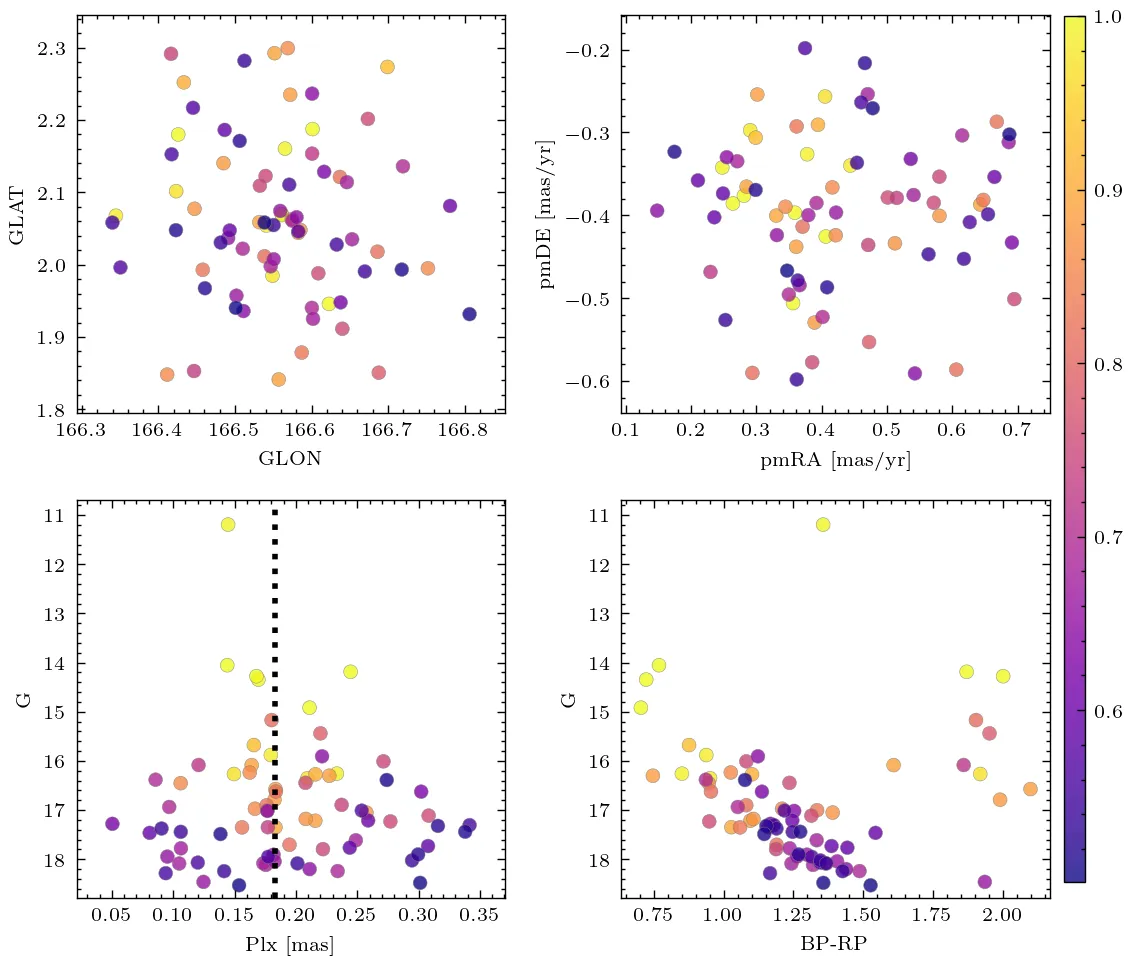 2.3
2.2
2.1
2.0
1.9
1.8
GLAT
166.3 166.4 166.5 166.6 166.7 166.8
GLON
−0.2
−0.3
−0.4
−0.5
−0.6
pmDE [mas/yr]
0.1 0.2 0.3 0.4 0.5 0.6 0.7
pmRA [mas/yr]
11
12
13
14
15
16
17
18
G
0.05 0.10 0.15 0.20 0.25 0.30 0.35
Plx [mas]
11
12
13
14
15
16
17
18
G
0.75 1.00 1.25 1.50 1.75 2.00
BP-RP
1.0
0.9
0.8
0.7
0.6